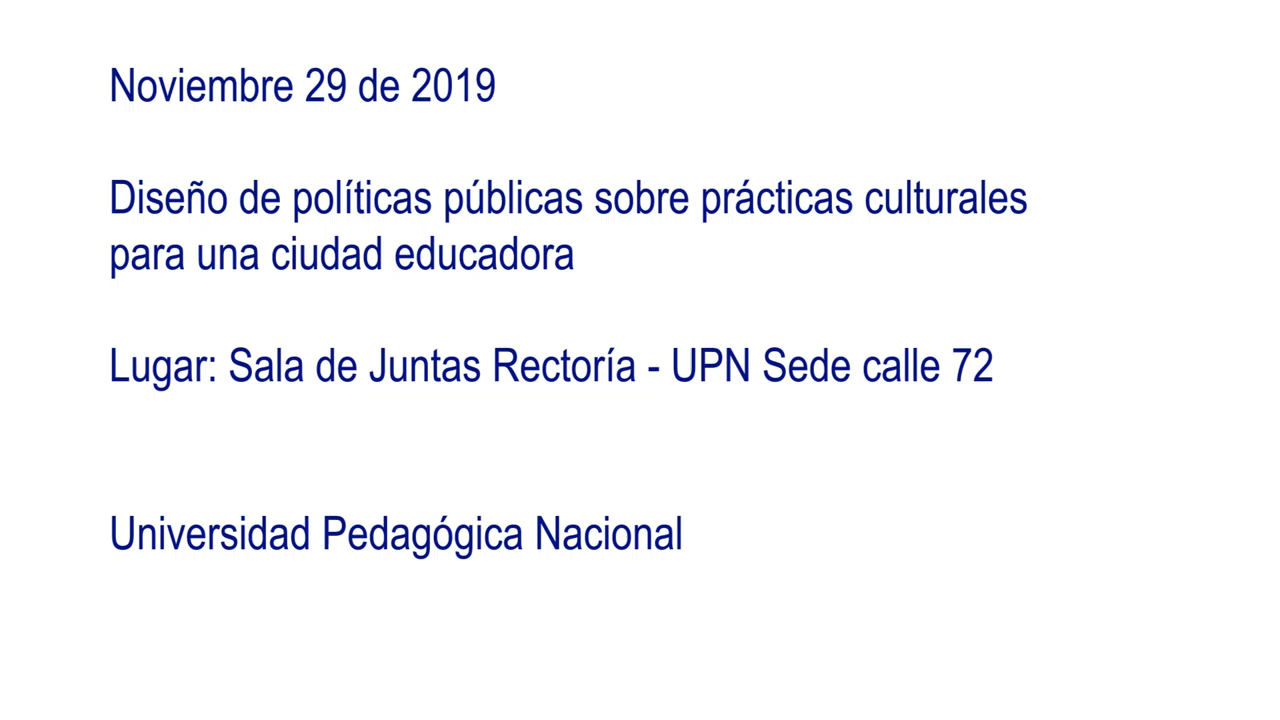 Noviembre 29 de 2019
Diseño de políticas públicas sobre prácticas culturales
para una ciudad educadora
Lugar: Sala de Juntas Rectoría - UPN Sede calle 72
Universidad Pedagógica Nacional